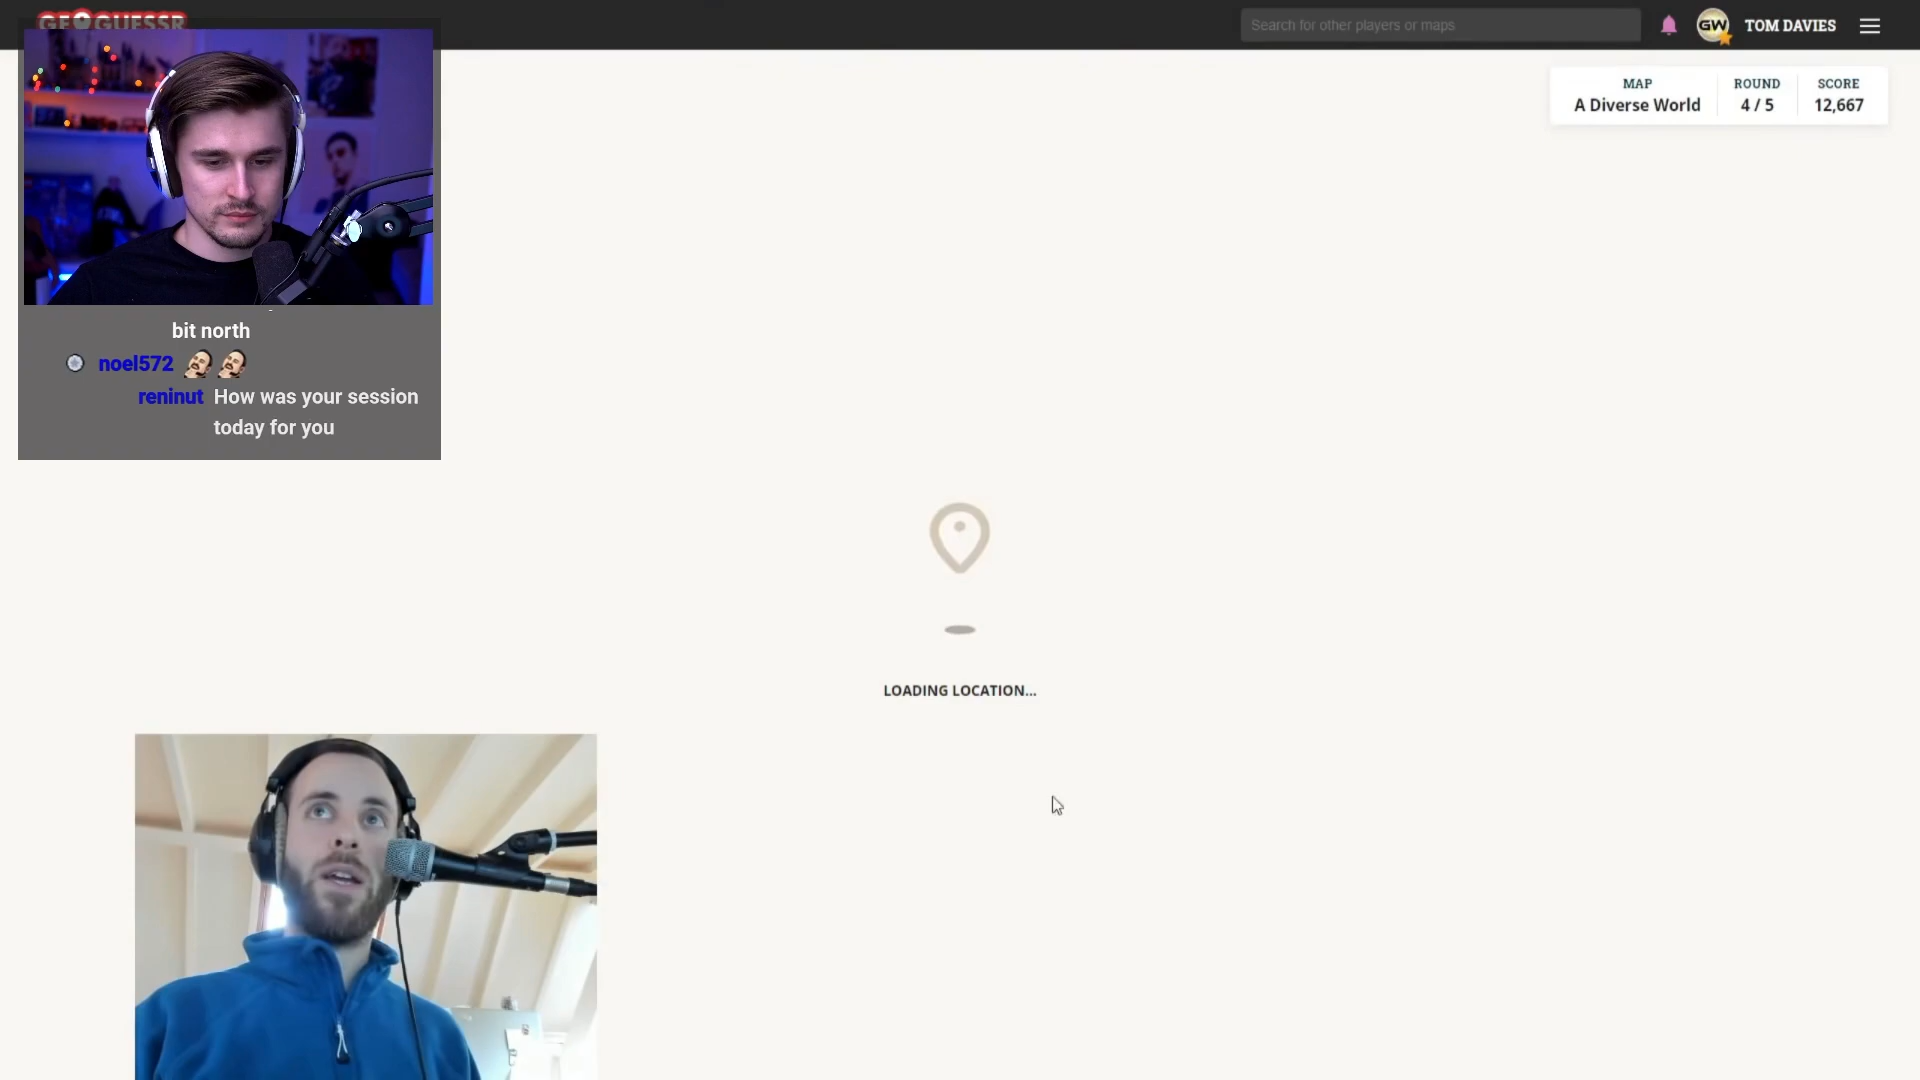 GEOGUESSR
Search for other players or maps
GW
TOM DAVIES
MAP
A Diverse World
ROUND
4 / 5
SCORE
12,667
bit north
noel572
reninut How was your session
today for you
LOADING LOCATION...